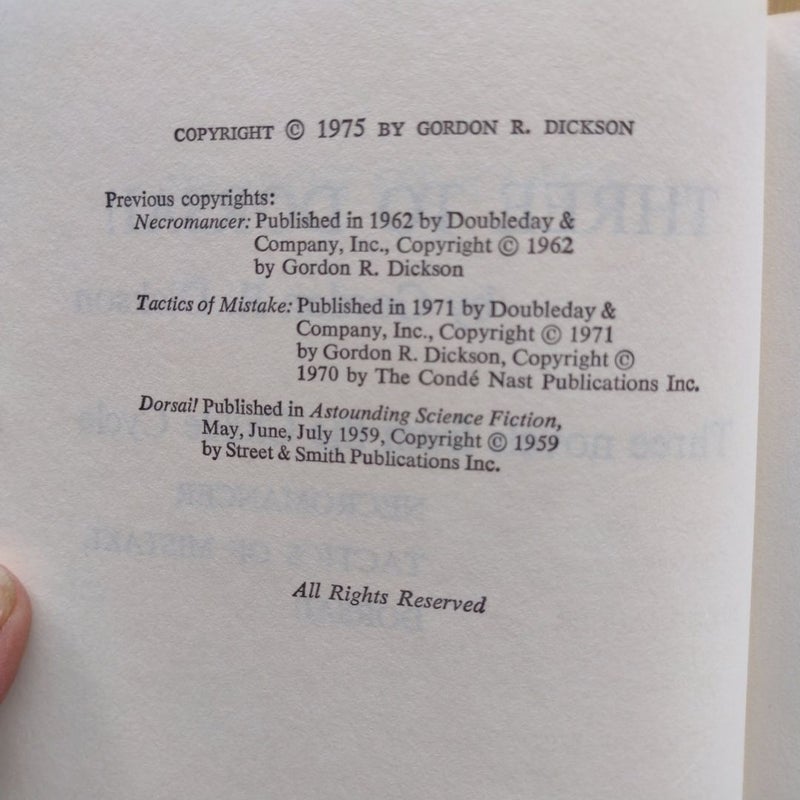 COPYRIGHT © 1975 BY GORDON R. DICKSON
Previous copyrights:
Necromancer: Published in 1962 by Doubleday &
Company, Inc., Copyright © 1962
by Gordon R. Dickson
Tactics of Mistake: Published in 1971 by Doubleday &
Company, Inc., Copyright © 1971
by Gordon R. Dickson, Copyright ©
1970 by The Condé Nast Publications Inc.
Dorsai! Published in Astounding Science Fiction,
May, June, July 1959, Copyright © 1959
by Street & Smith Publications Inc.
All Rights Reserved